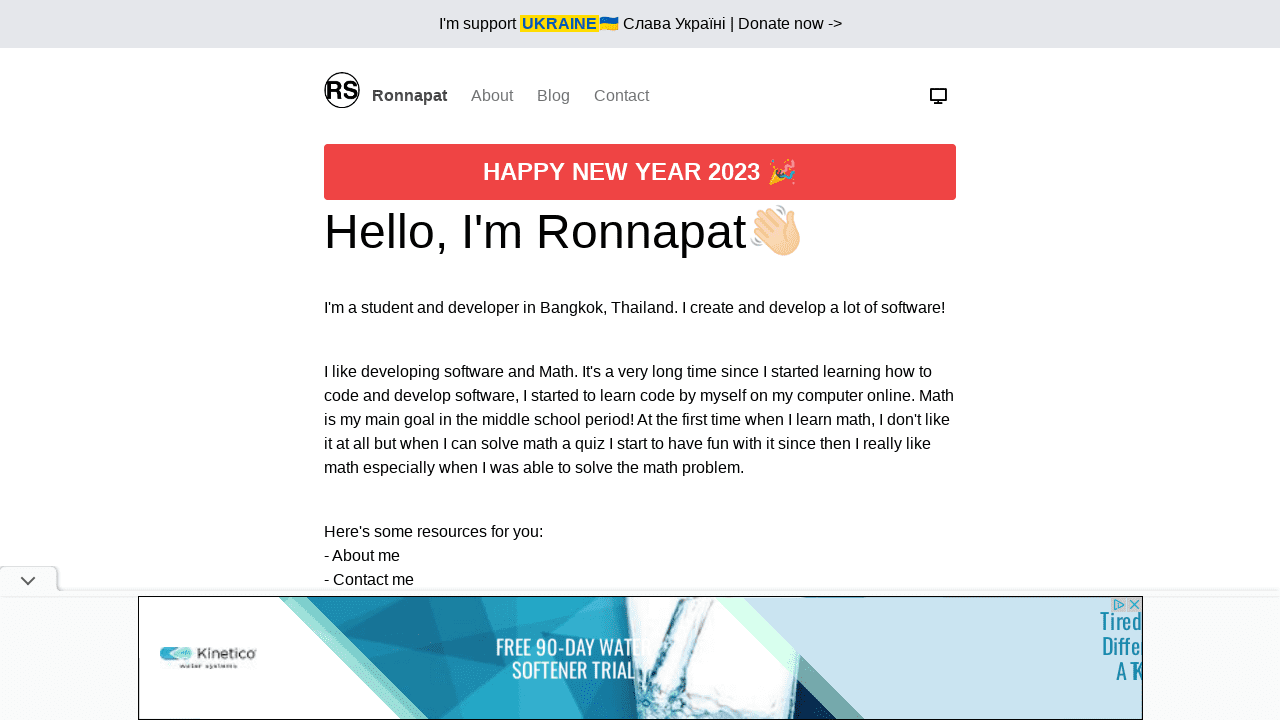 I'm support UKRAINE🇺🇦 Слава Україні | Donate now ->
RS Ronnapat About Blog Contact
HAPPY NEW YEAR 2023 🎉
Hello, I'm Ronnapat👋🏻
I'm a student and developer in Bangkok, Thailand. I create and develop a lot of software!
I like developing software and Math. It's a very long time since I started learning how to
code and develop software, I started to learn code by myself on my computer online. Math
is my main goal in the middle school period! At the first time when I learn math, I don't like
it at all but when I can solve math a quiz I start to have fun with it since then I really like
math especially when I was able to solve the math problem.
Here's some resources for you:
- About me
- Contact me
Kinetico
water systems
FREE 90-DAY WATER
SOFTENER TRIAL
Tired
Diffe
A T